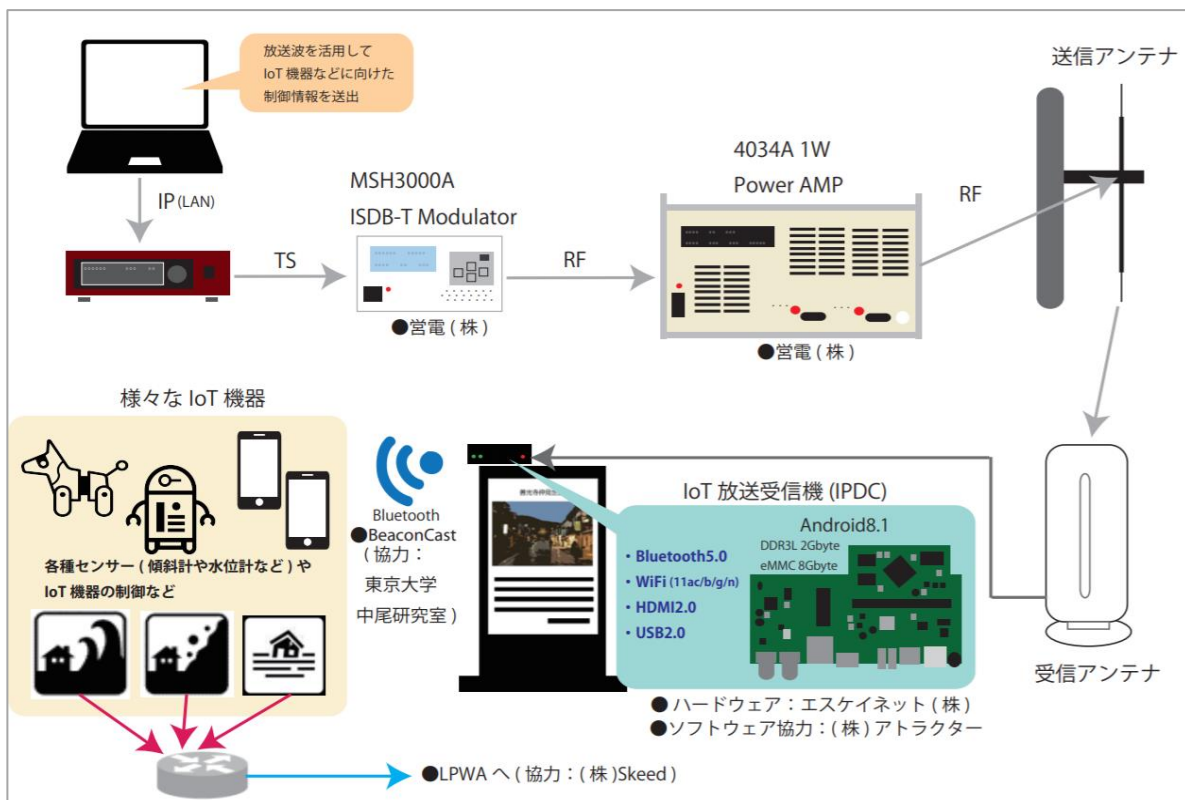 放送波を活用して
IoT 機器などに向けた
制御情報を送出
送信アンテナ
IP (LAN)
TS
MSH3000A
ISDB-T Modulator
●営電 ( 株 )
RF
4034A 1W
Power AMP
●営電 ( 株 )
RF
様々な IoT 機器
各種センサー ( 傾斜計や水位計など ) や
IoT 機器の制御など
Bluetooth
●BeaconCast
( 協力：
東京大学
中尾研究室 )
IoT 放送受信機 (IPDC)
Android8.1
DDR3L 2Gbyte
eMMC 8Gbyte
・Bluetooth5.0
・WiFi (11ac/b/g/n)
・HDMI2.0
・USB2.0
受信アンテナ
● ハードウェア：エスケイネット ( 株 )
●ソフトウェア協力：( 株 ) アトラクター
●LPWA へ ( 協力：( 株 )Skeed )